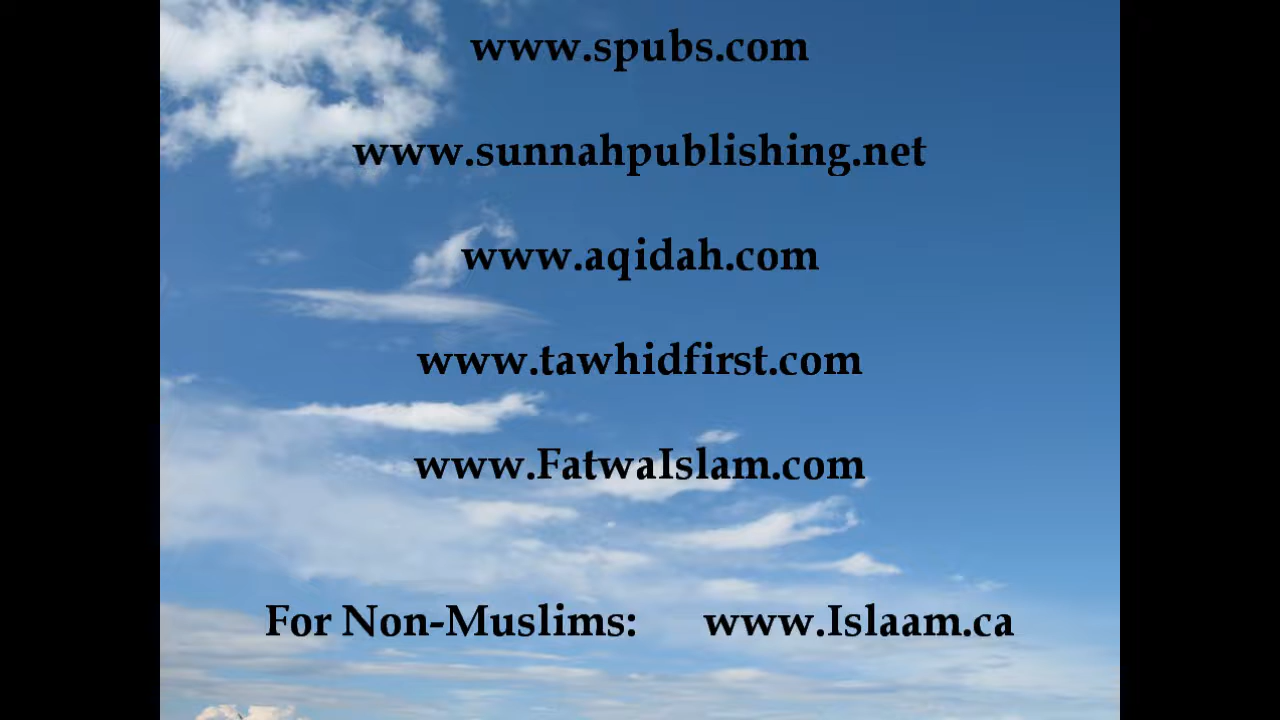 www.spubs.com
www.sunnahpublishing.net
www.aqidah.com
www.tawhidfirst.com
www.FatwaIslam.com
For Non-Muslims: www.Islaam.ca